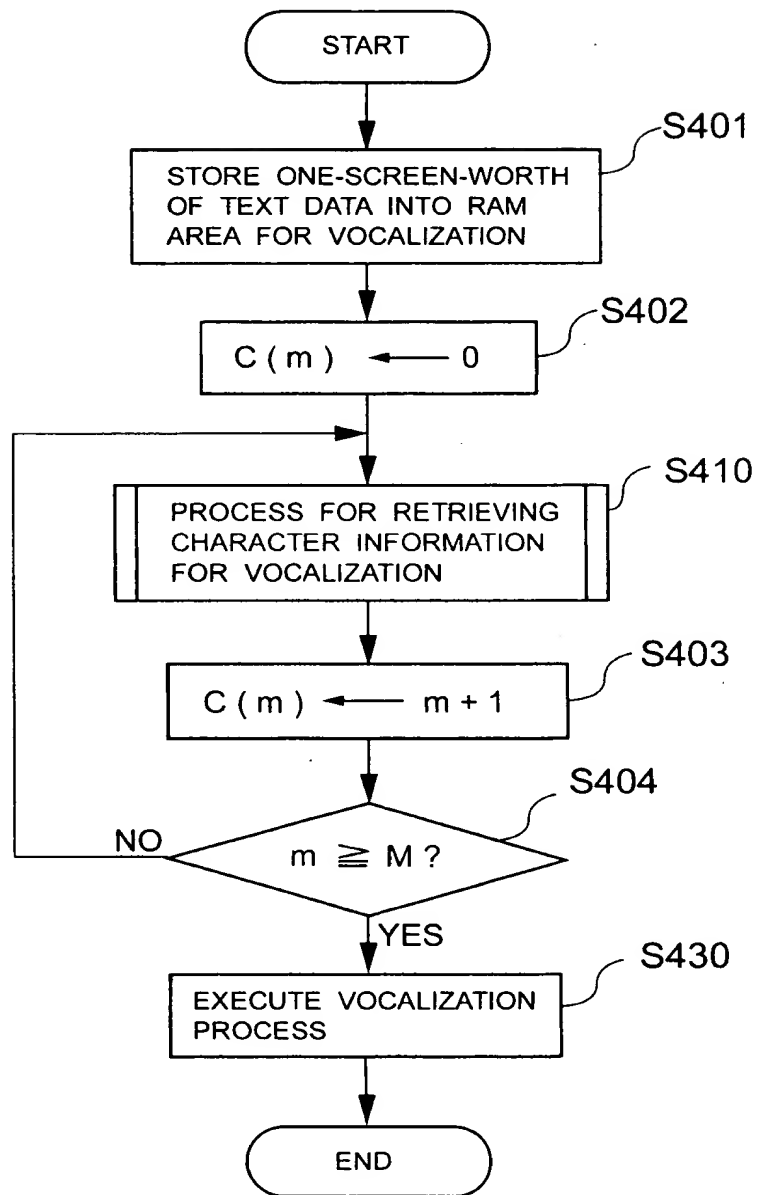 START
S401
STORE ONE-SCREEN-WORTH
OF TEXT DATA INTO RAM
AREA FOR VOCALIZATION
S402
C ( m ) ← 0
S410
PROCESS FOR RETRIEVING
CHARACTER INFORMATION
FOR VOCALIZATION
S403
C ( m ) ← m + 1
S404
NO
m ≧ M ?
YES
S430
EXECUTE VOCALIZATION
PROCESS
END